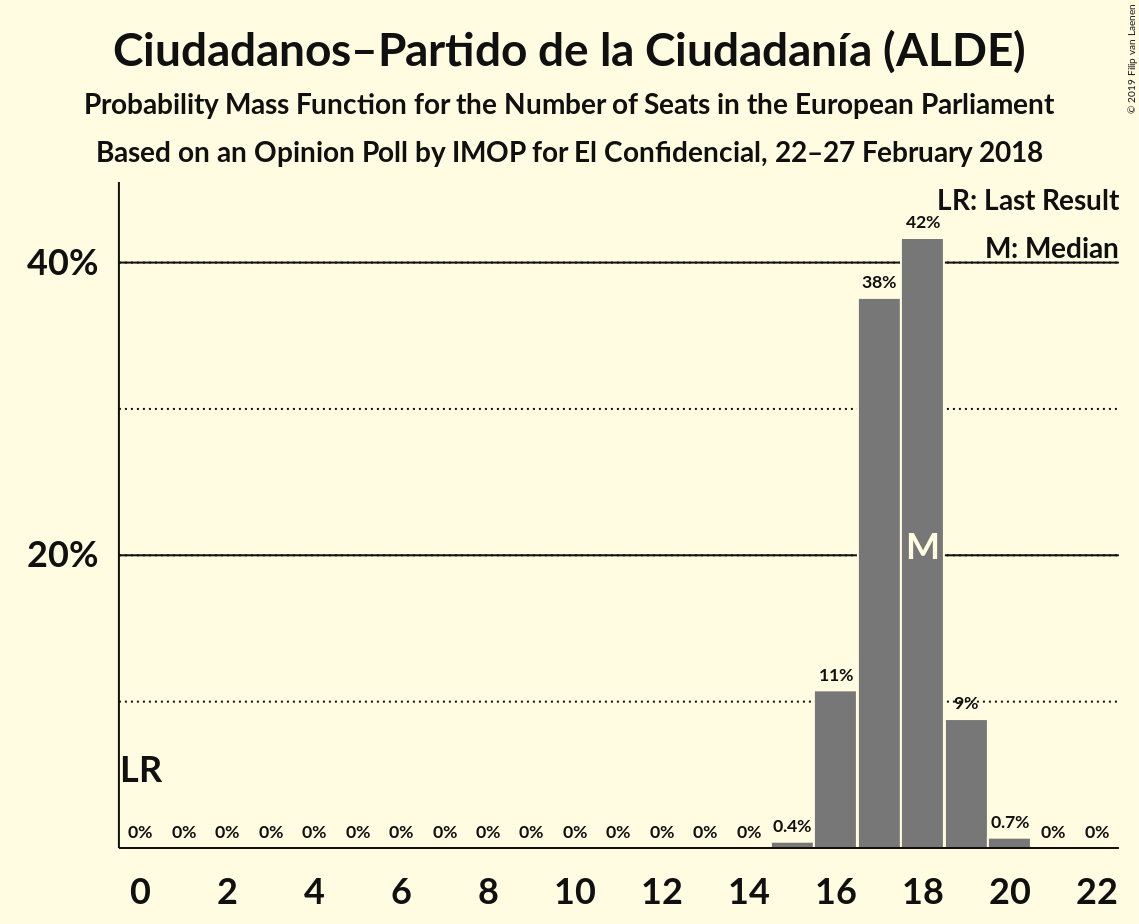 Ciudadanos–Partido de la Ciudadanía (ALDE)
Probability Mass Function for the Number of Seats in the European Parliament
Based on an Opinion Poll by IMOP for El Confidencial, 22–27 February 2018
© 2019 Filip van Laenen
LR: Last Result
M: Median
40%
20%
42%
38%
M
11%
9%
LR
0% 0% 0% 0% 0% 0% 0% 0% 0% 0% 0% 0% 0% 0% 0% 0.4% 0.7% 0% 0%
0 2 4 6 8 10 12 14 16 18 20 22